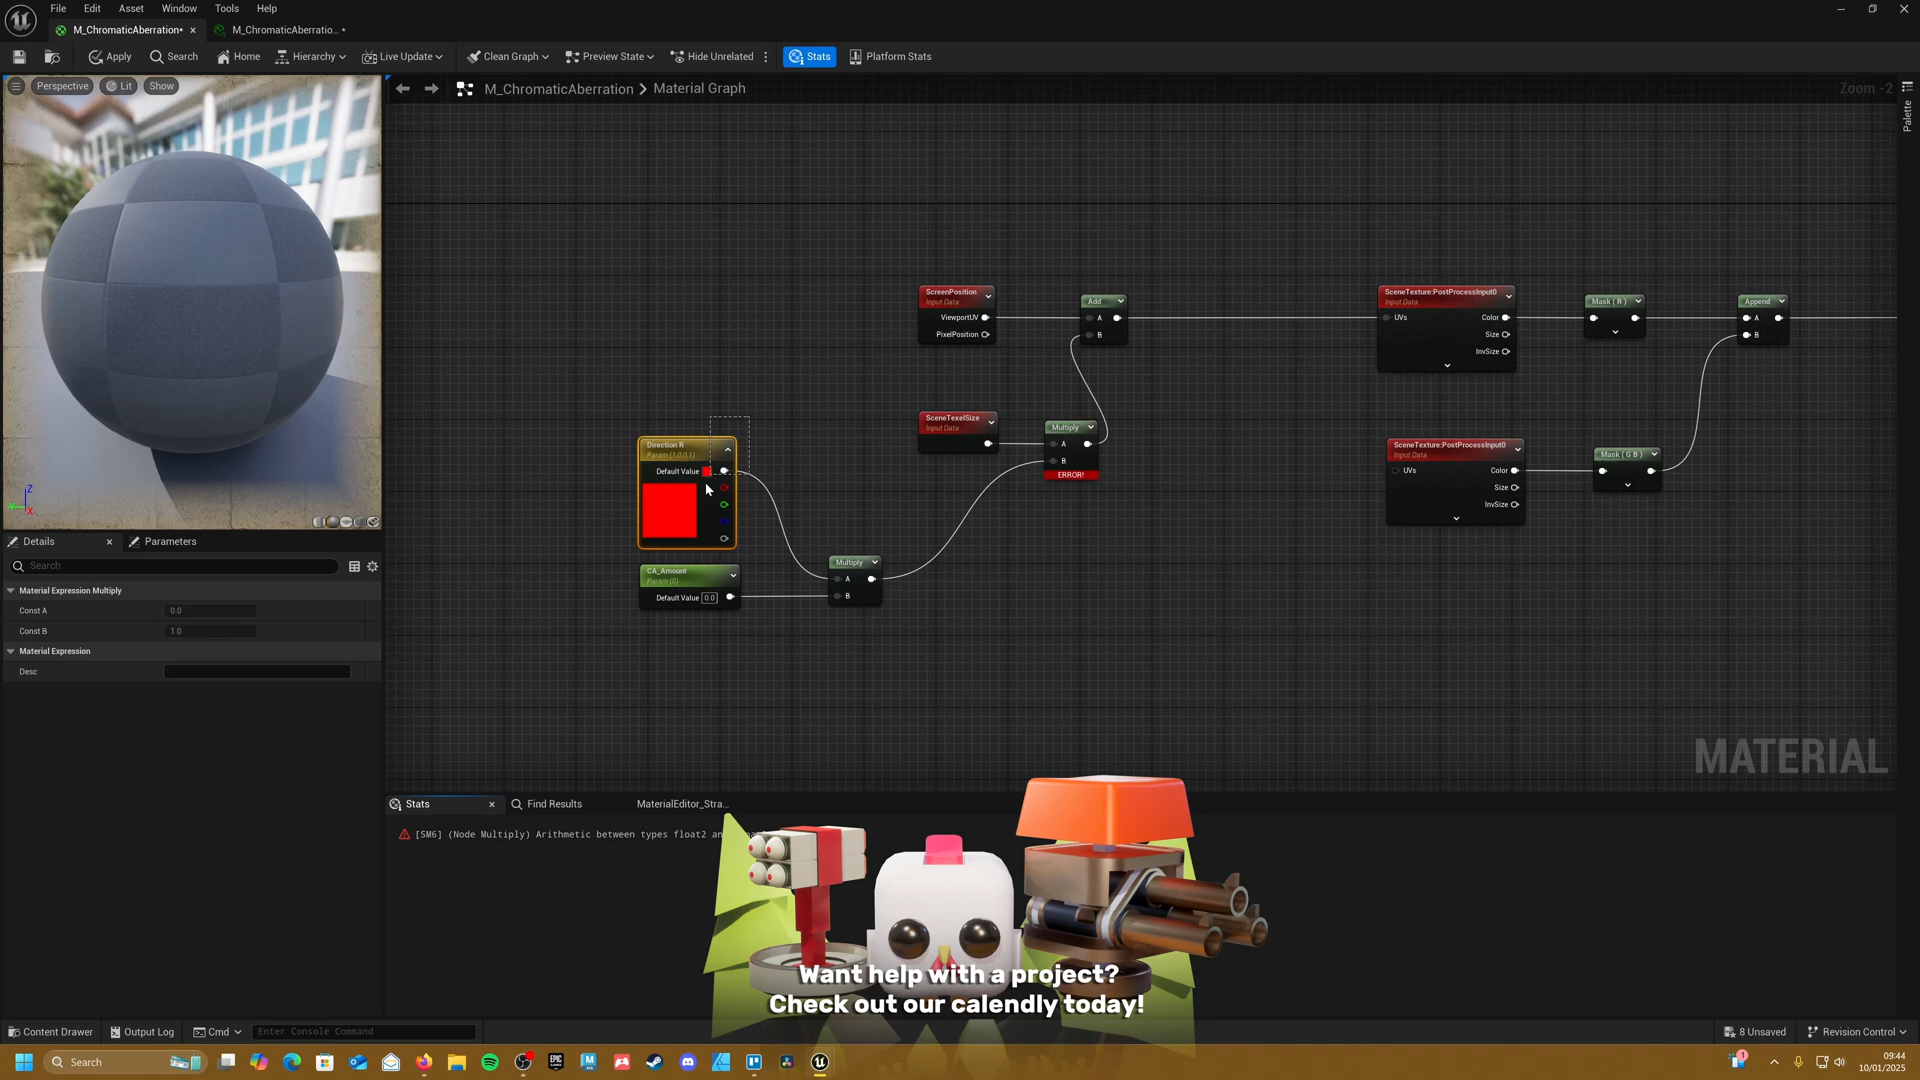 File Edit Asset Window Tools Help
M_ChromaticAberration• M_ChromaticAberratio... •
Apply Search Home Hierarchy Live Update Clean Graph Preview State Hide Unrelated Stats Platform Stats
Perspective Lit Show
M_ChromaticAberration Material Graph
Zoom -2
Palette
ScreenPosition
Input Data
ViewportUV
PixelPosition
Add
A
B
SceneTexture:PostProcessInput0
Input Data
UVs Color
Size
InvSize
Mask ( R )
Append
A
B
Direction R
Param (1,0,0,1)
Default Value
SceneTexelSize
Input Data
Multiply
A
B
ERROR!
SceneTexture:PostProcessInput0
Input Data
UVs Color
Size
InvSize
Mask ( G B )
CA_Amount
Param (0)
Default Value 0.0
Multiply
A
B
Z
X
Details Parameters
Search
Material Expression Multiply
Const A 0.0
Const B 1.0
Material Expression
Desc
MATERIAL
Stats Find Results MaterialEditor_Stra...
[SM6] (Node Multiply) Arithmetic between types float2 an
Want help with a project?
Check out our calendly today!
Content Drawer Output Log Cmd Enter Console Command
8 Unsaved Revision Control
Search
EPIC
1
09:44
10/01/2025